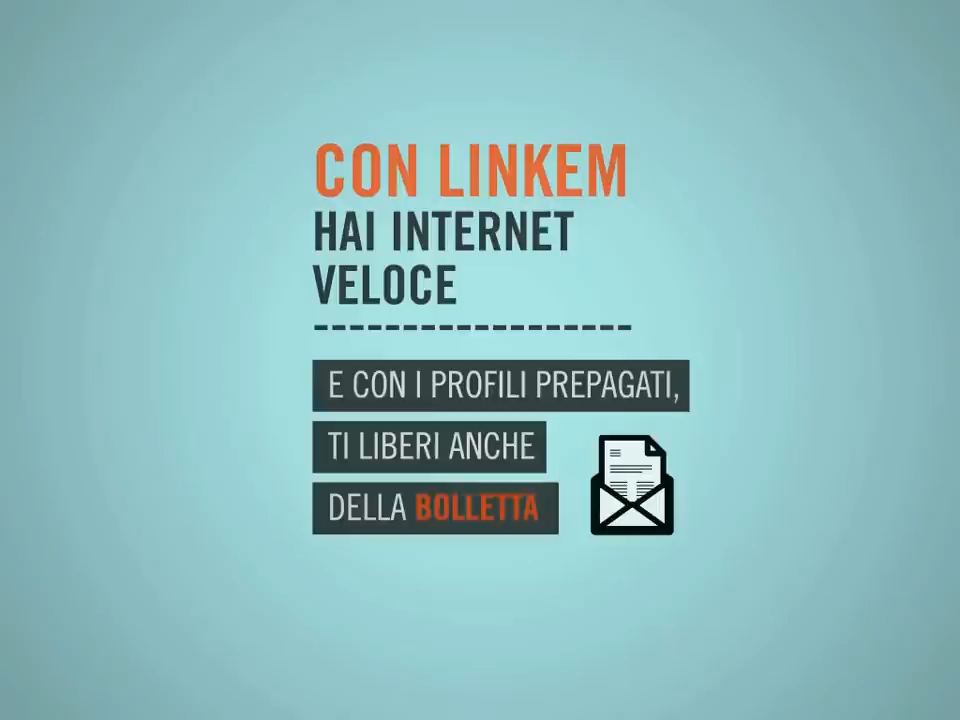 CON LINKEM
HAI INTERNET
VELOCE
E CON I PROFILI PREPAGATI,
TI LIBERI ANCHE
DELLA BOLLETTA